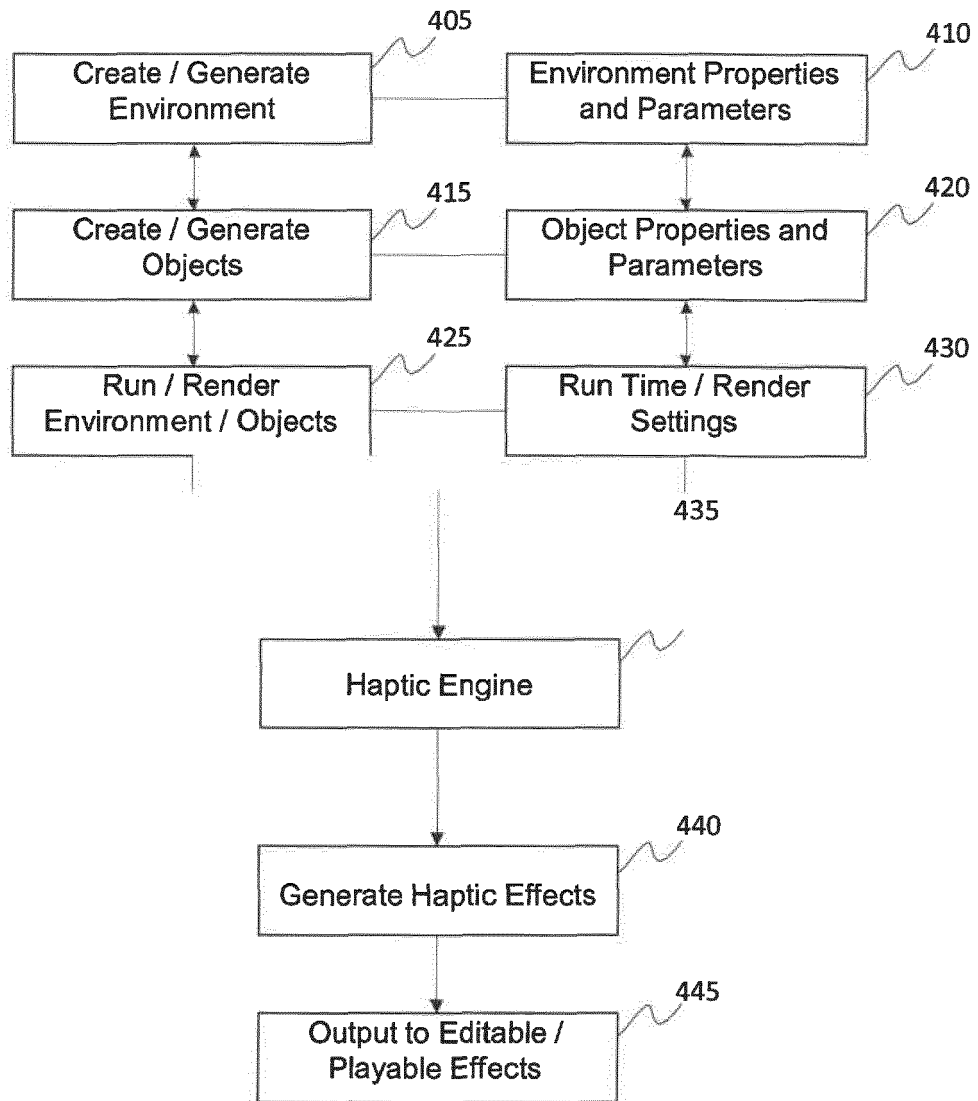 405
410
Create / Generate
Environment
Environment Properties
and Parameters
415
420
Create / Generate
Objects
Object Properties and
Parameters
425
430
Run / Render
Environment / Objects
Run Time / Render
Settings
435
Haptic Engine
440
Generate Haptic Effects
445
Output to Editable /
Playable Effects